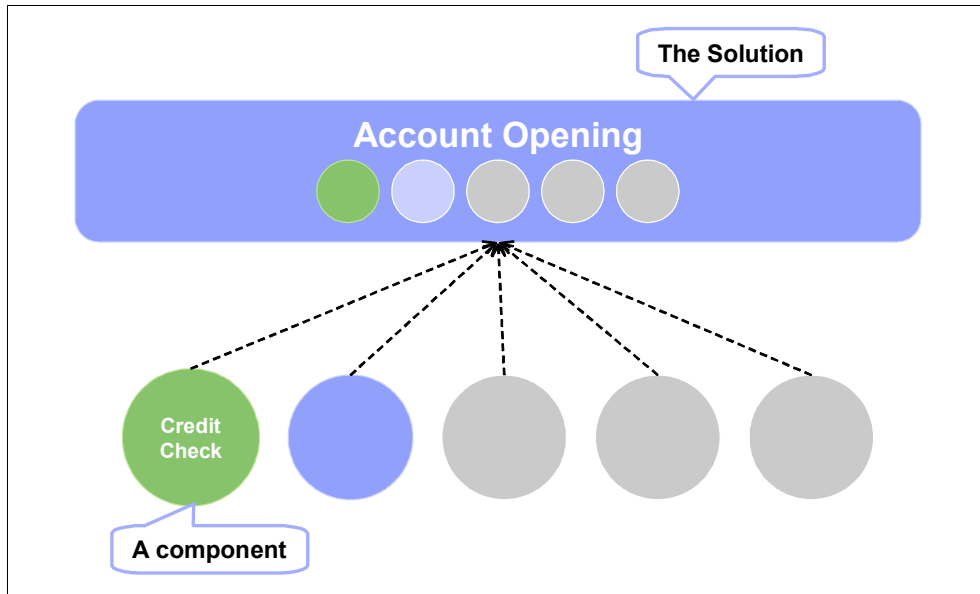 The Solution
Account Opening
Credit
Check
A component